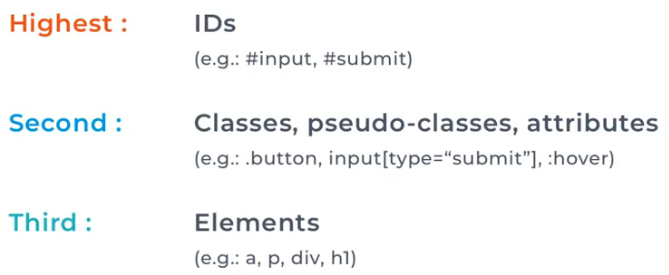 Highest : IDs
(e.g.: #input, #submit)
Second : Classes, pseudo-classes, attributes
(e.g.: .button, input[type=“submit”], :hover)
Third : Elements
(e.g.: a, p, div, h1)